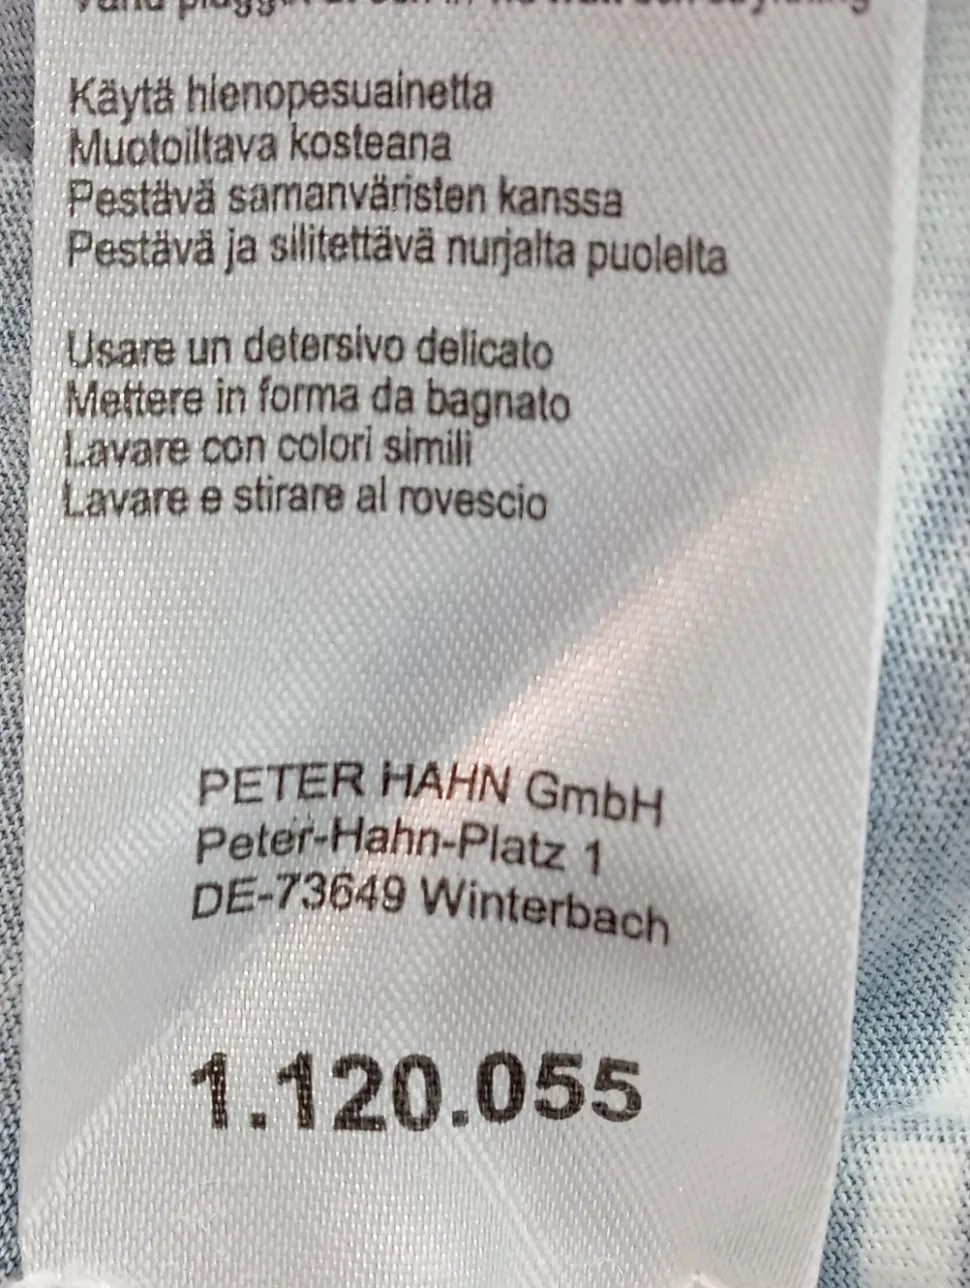 Käytä hienopesuainetta
Muotoiltava kosteana
Pestävä samanväristen kanssa
Pestävä ja silitettävä nurjalta puolelta
Usare un detersivo delicato
Mettere in forma da bagnato
Lavare con colori simili
Lavare e stirare al rovescio
PETER HAHN GmbH
Peter-Hahn-Platz 1
DE-73649 Winterbach
1.120.055